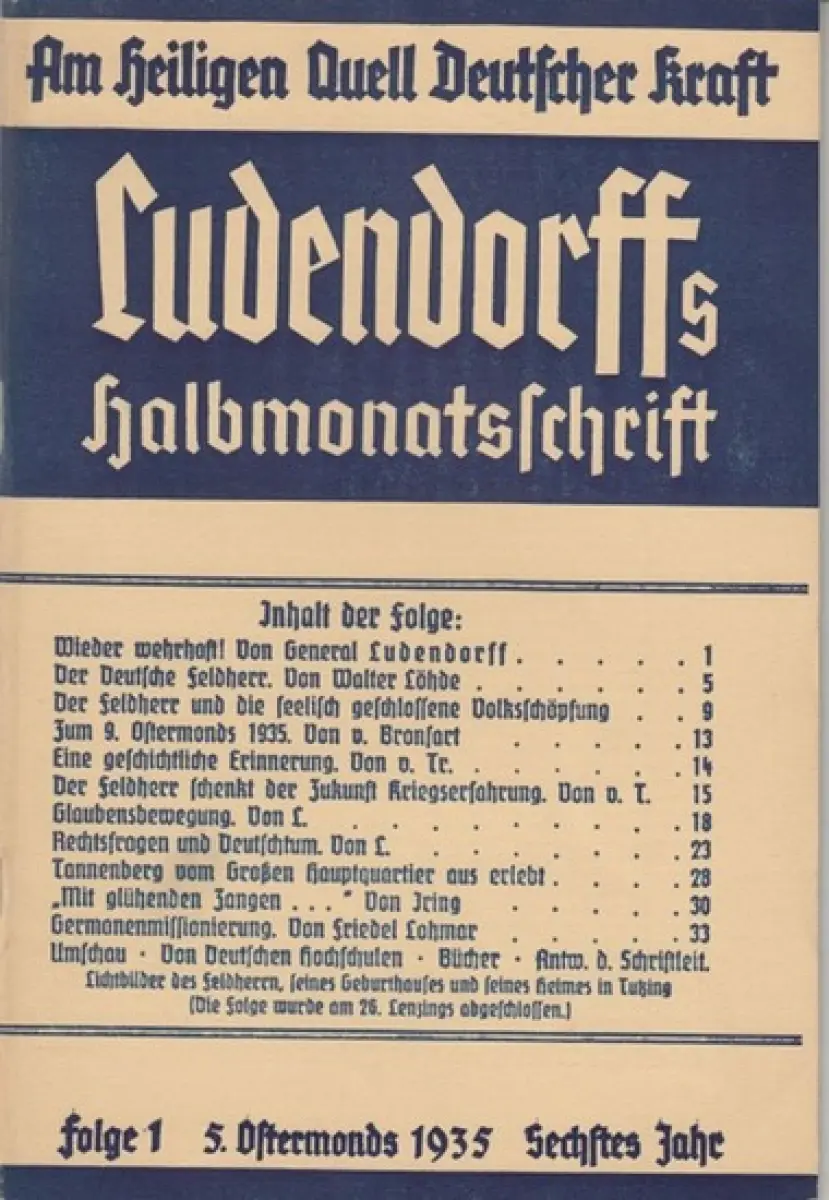 Am Heiligen Quell Deutscher Kraft
Ludendorffs
Halbmonatsschrift
Inhalt der Folge:
Wieder wehrhaft! Von General Ludendorff . . . . . 1
Der Deutsche Feldherr. Von Walter Löhde . . . . . . 5
Der Feldherr und die seelisch geschlossene Volksschöpfung . . 9
Zum 9. Ostermonds 1935. Von v. Bronsart . . . . . 13
Eine geschichtliche Erinnerung. Von v. Tr. . . . . . . 14
Der Feldherr schenkt der Zukunft Kriegserfahrung. Von v. T. 15
Glaubensbewegung. Von L. . . . . . . . . . 18
Rechtsfragen und Deutschtum. Von L. . . . . . . . 23
Tannenberg vom Großen Hauptquartier aus erlebt . . . . 28
„Mit glühenden Zangen . . . “ Von Iring . . . . . 30
Germanenmissionierung. Von Friedel Lohmar . . . . . 33
Umschau · Von Deutschen Hochschulen · Bücher · Antw. d. Schriftleit.
Lichtbilder des Feldherrn, seines Geburthauses und seines Heimes in Tutzing
(Die Folge wurde am 26. Lenzings abgeschlossen.)
Folge 1 5. Ostermonds 1935 Sechstes Jahr